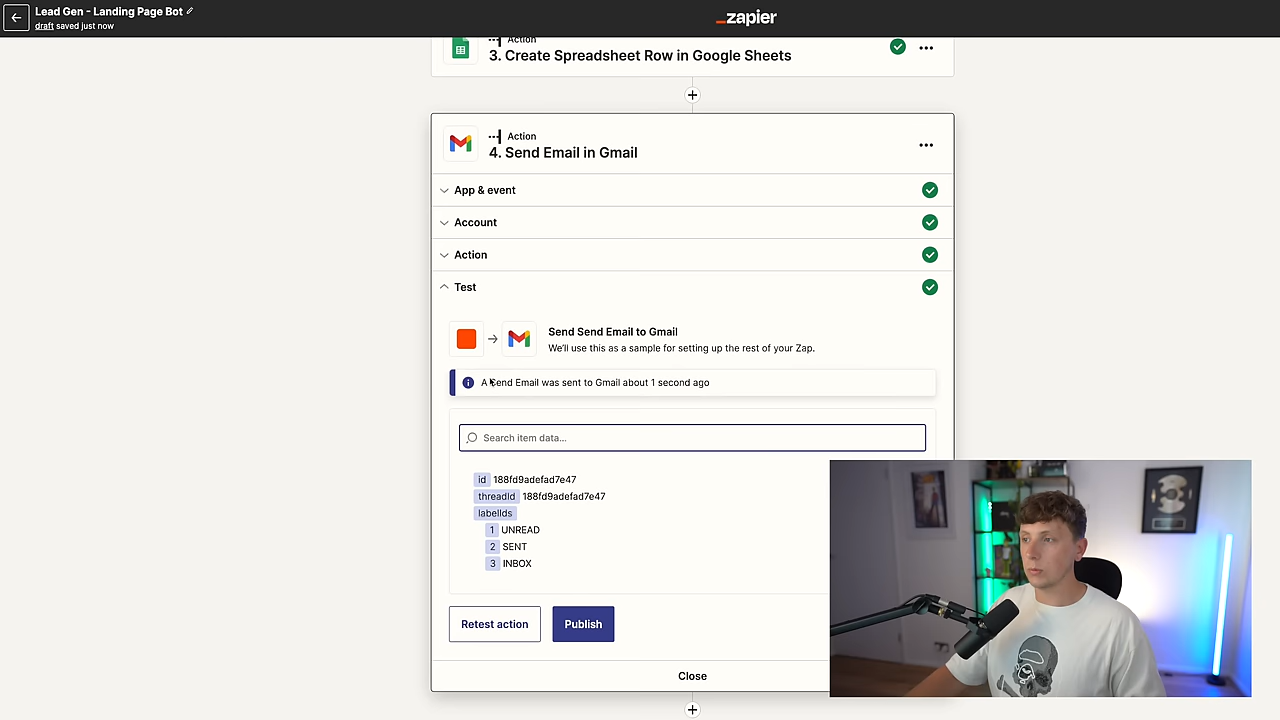 Lead Gen - Landing Page Bot
draft saved just now
_zapier
Action
3. Create Spreadsheet Row in Google Sheets
Action
4. Send Email in Gmail
App & event
Account
Action
Test
Send Send Email to Gmail
We'll use this as a sample for setting up the rest of your Zap.
A Send Email was sent to Gmail about 1 second ago
Search item data...
id 188fd9adefad7e47
threadId 188fd9adefad7e47
labelIds
1 UNREAD
2 SENT
3 INBOX
Retest action
Publish
Close